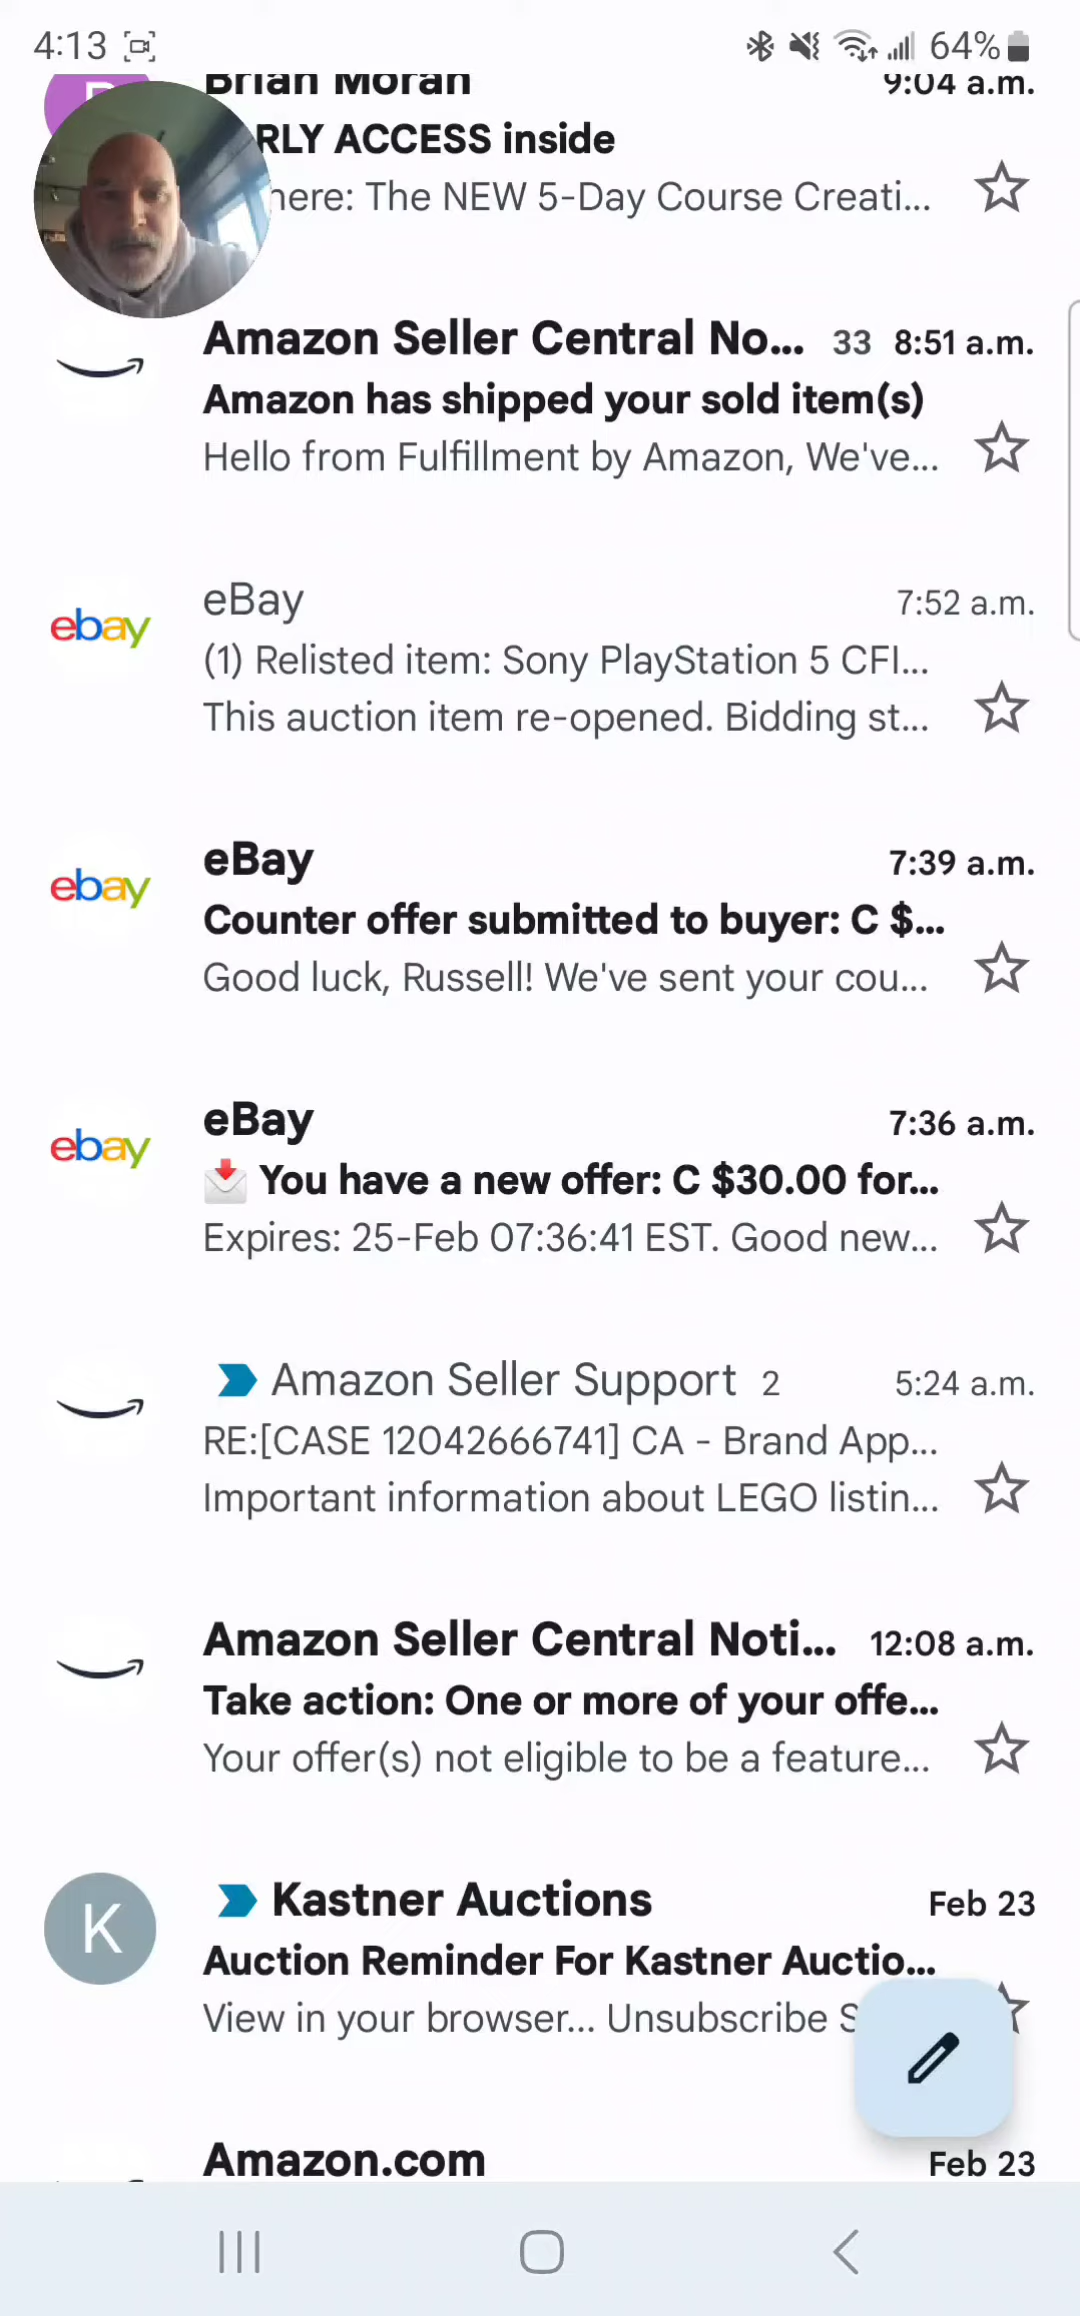 4:13
64%
Brian Moran
9:04 a.m.
RLY ACCESS inside
here: The NEW 5-Day Course Creati...
Amazon Seller Central No... 33 8:51 a.m.
Amazon has shipped your sold item(s)
Hello from Fulfillment by Amazon, We've...
ebay
eBay 7:52 a.m.
(1) Relisted item: Sony PlayStation 5 CFI...
This auction item re-opened. Bidding st...
ebay
eBay 7:39 a.m.
Counter offer submitted to buyer: C $...
Good luck, Russell! We've sent your cou...
ebay
eBay 7:36 a.m.
You have a new offer: C $30.00 for...
Expires: 25-Feb 07:36:41 EST. Good new...
Amazon Seller Support 2 5:24 a.m.
RE:[CASE 12042666741] CA - Brand App...
Important information about LEGO listin...
Amazon Seller Central Noti... 12:08 a.m.
Take action: One or more of your offe...
Your offer(s) not eligible to be a feature...
K
Kastner Auctions Feb 23
Auction Reminder For Kastner Auctio...
View in your browser... Unsubscribe S
Amazon.com Feb 23